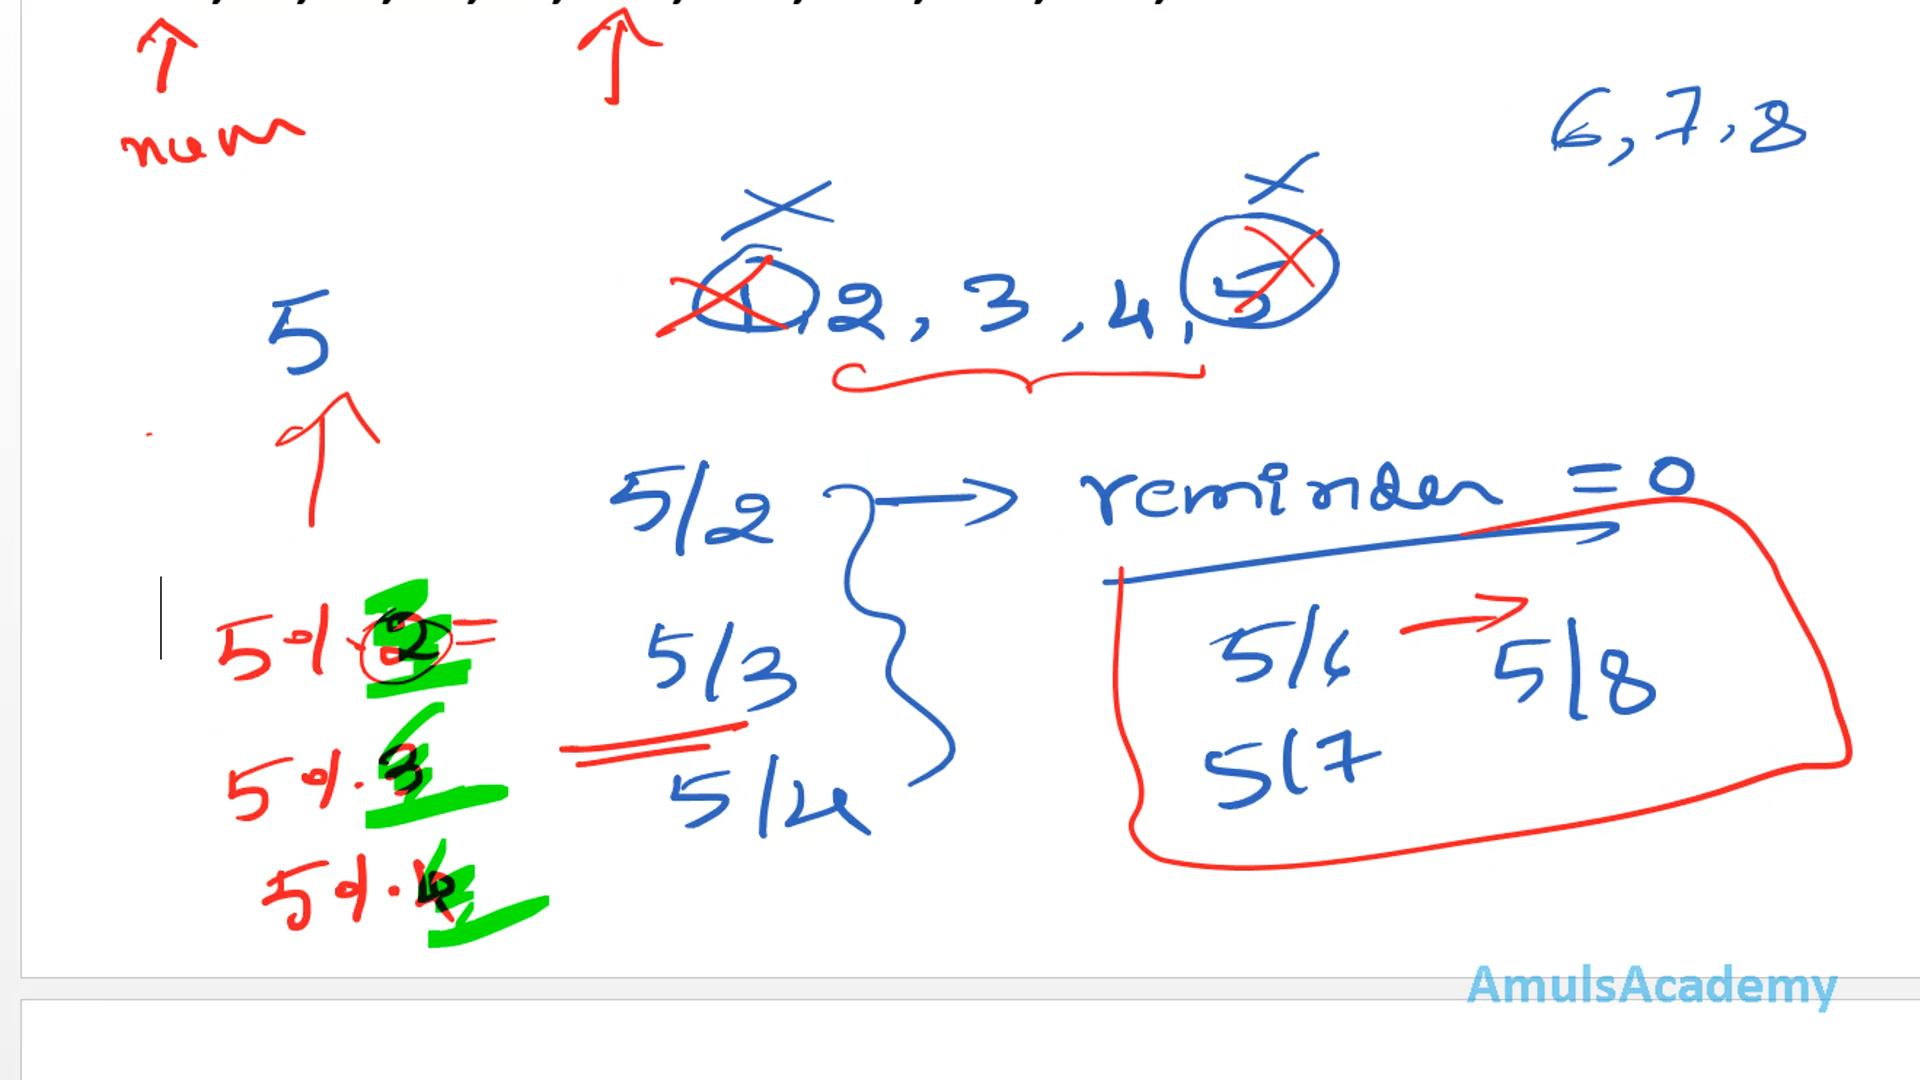 num
6, 7, 8
5
1, 2, 3, 4, 5
5/2 → reminder = 0
5%2=
5/3
5/6 → 5/8
5%3
5/4
5/7
5%4
AmulsAcademy